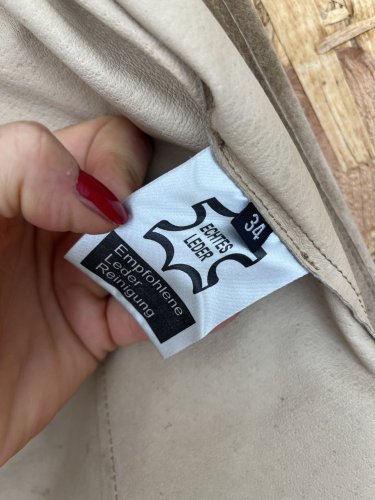 34
ECHTES
LEDER
Empfohlene
Leder
Reinigung